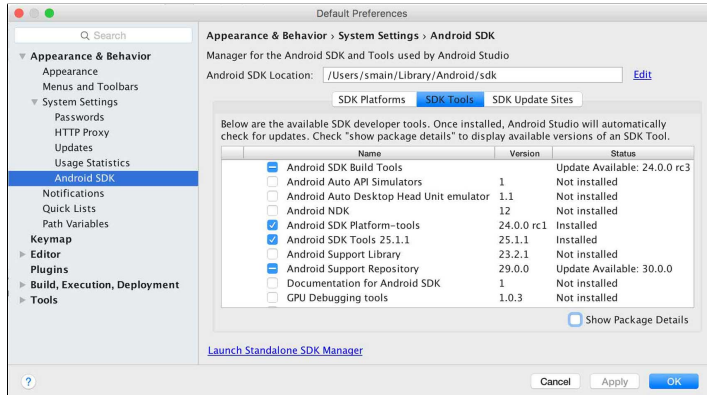 Default Preferences
Search
Appearance & Behavior
Appearance
Menus and Toolbars
System Settings
Passwords
HTTP Proxy
Updates
Usage Statistics
Android SDK
Notifications
Quick Lists
Path Variables
Keymap
Editor
Plugins
Build, Execution, Deployment
Tools
Appearance & Behavior › System Settings › Android SDK
Manager for the Android SDK and Tools used by Android Studio
Android SDK Location: /Users/smain/Library/Android/sdk Edit
SDK Platforms SDK Tools SDK Update Sites
Below are the available SDK developer tools. Once installed, Android Studio will automatically
check for updates. Check "show package details" to display available versions of an SDK Tool.
Name Version Status
Android SDK Build Tools Update Available: 24.0.0 rc3
Android Auto API Simulators 1 Not installed
Android Auto Desktop Head Unit emulator 1.1 Not installed
Android NDK 12 Not installed
Android SDK Platform-tools 24.0.0 rc1 Installed
Android SDK Tools 25.1.1 25.1.1 Installed
Android Support Library 23.2.1 Not installed
Android Support Repository 29.0.0 Update Available: 30.0.0
Documentation for Android SDK 1 Not installed
GPU Debugging tools 1.0.3 Not installed
Show Package Details
Launch Standalone SDK Manager
? Cancel Apply OK